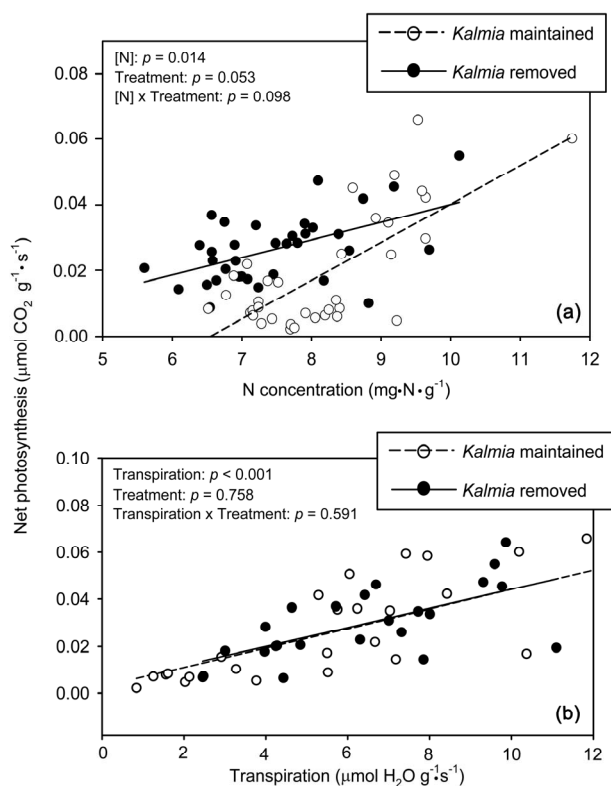 Kalmia maintained
Kalmia removed
[N]: p = 0.014
Treatment: p = 0.053
[N] x Treatment: p = 0.098
0.08
0.06
0.04
0.02
0.00
(a)
5 6 7 8 9 10 11 12
N concentration (mg•N•g⁻¹)
Net photosynthesis (μmol CO₂ g⁻¹•s⁻¹)
Kalmia maintained
Kalmia removed
Transpiration: p < 0.001
Treatment: p = 0.758
Transpiration x Treatment: p = 0.591
0.10
0.08
0.06
0.04
0.02
0.00
(b)
0 2 4 6 8 10 12
Transpiration (μmol H₂O g⁻¹•s⁻¹)